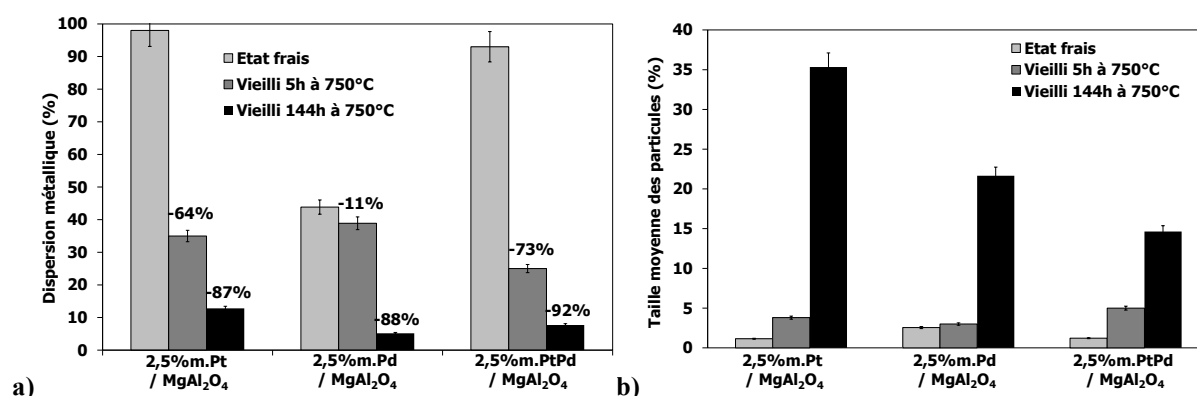 Dispersion métallique (%)
100
90
80
70
60
50
40
30
20
10
0
Etat frais
Vieilli 5h à 750°C
Vieilli 144h à 750°C
-64%
-87%
-11%
-88%
-73%
-92%
2,5%m.Pt
/ MgAl₂O₄
2,5%m.Pd
/ MgAl₂O₄
2,5%m.PtPd
/ MgAl₂O₄
a)
Taille moyenne des particules (%)
40
35
30
25
20
15
10
5
0
Etat frais
Vieilli 5h à 750°C
Vieilli 144h à 750°C
2,5%m.Pt
/ MgAl₂O₄
2,5%m.Pd
/ MgAl₂O₄
2,5%m.PtPd
/ MgAl₂O₄
b)